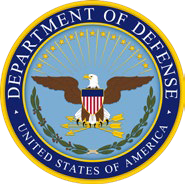 DEPARTMENT OF DEFENSE
UNITED STATES OF AMERICA